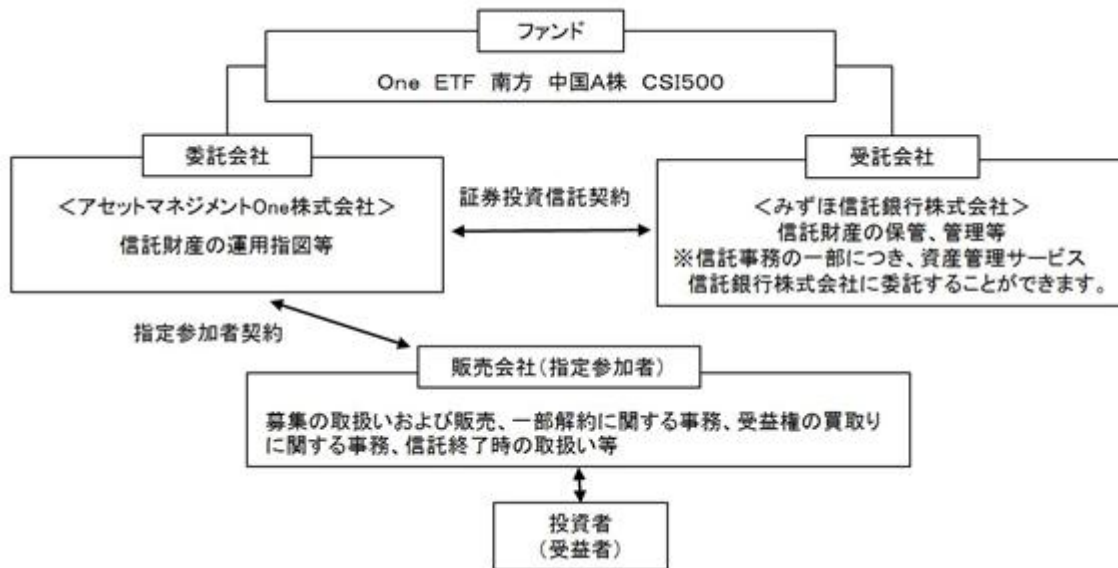 ファンド
One ETF 南方 中国A株 CSI500
委託会社
<アセットマネジメントOne株式会社>
信託財産の運用指図等
証券投資信託契約
受託会社
<みずほ信託銀行株式会社>
信託財産の保管、管理等
※信託事務の一部につき、資産管理サービス
信託銀行株式会社に委託することができます。
指定参加者契約
販売会社(指定参加者)
募集の取扱いおよび販売、一部解約に関する事務、受益権の買取り
に関する事務、信託終了時の取扱い等
投資者
(受益者)